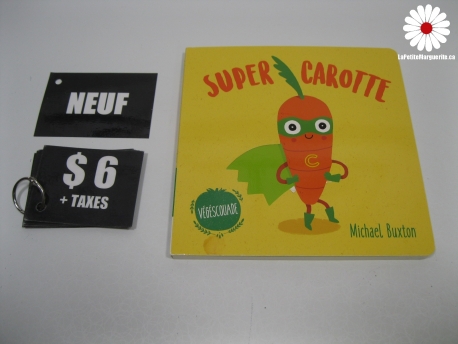 LaPetiteMarguerite.ca
NEUF
$6
+ TAXES
SUPER CAROTTE
C
VÉGÉSCOUADE
Michael Buxton